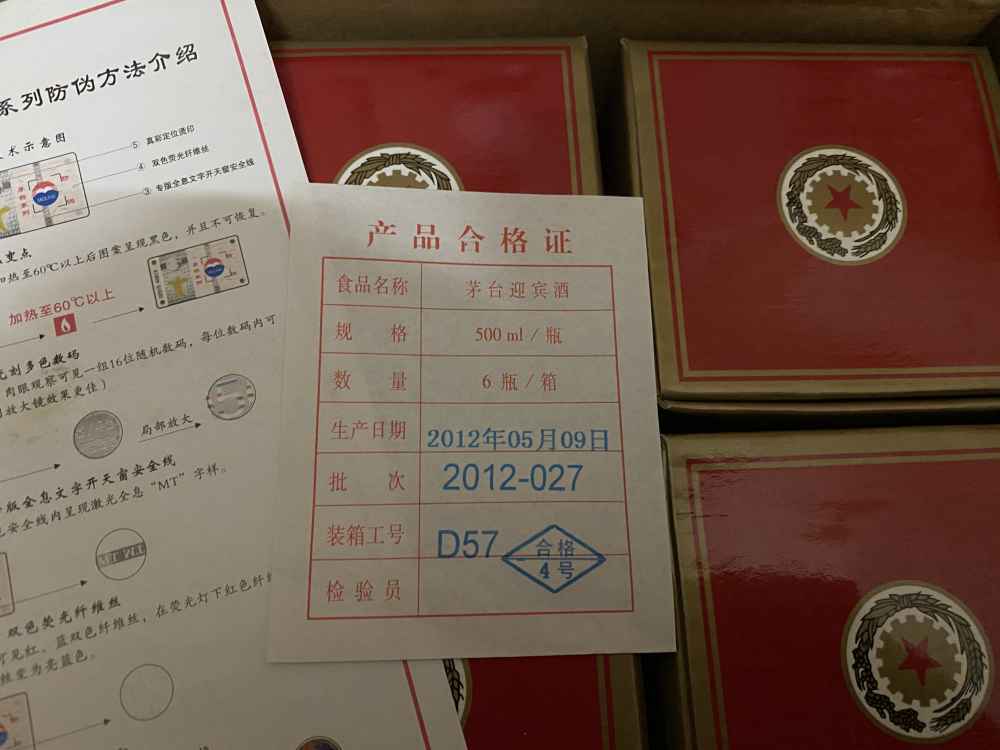 系列防伪方法介绍
术示意图
⑤ 真彩定位烫印
④ 双色荧光纤维丝
③ 专版全息文字开天窗安全线
变点
加热至60℃以上后图案呈现黑色，并且不可恢复。
加热至60℃以上
光刻多色数码
肉眼观察可见一组16位随机数码，每位数码内可
用放大镜效果更佳）
局部放大
专版全息文字开天窗安全线
安全线内呈现激光全息“MT”字样。
双色荧光纤维丝
可见红、蓝双色纤维丝，在荧光灯下红色纤维
丝变为亮蓝色。
产品合格证
食品名称 茅台迎宾酒
规格 500 ml / 瓶
数量 6 瓶 / 箱
生产日期 2012年05月09日
批次 2012-027
装箱工号 D57
合格
4号
检验员